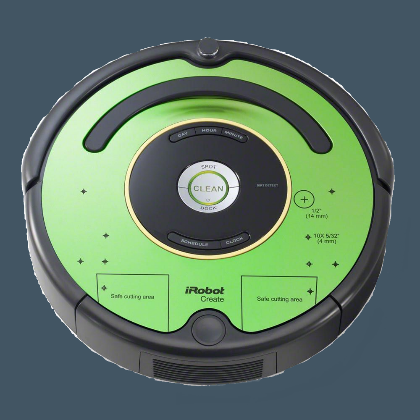 DAY HOUR MINUTE
SPOT
CLEAN
DOCK
SCHEDULE CLOCK
1/2"
(14 mm)
10X 5/32"
(4 mm)
Safe cutting area
iRobot
Create
Safe cutting area